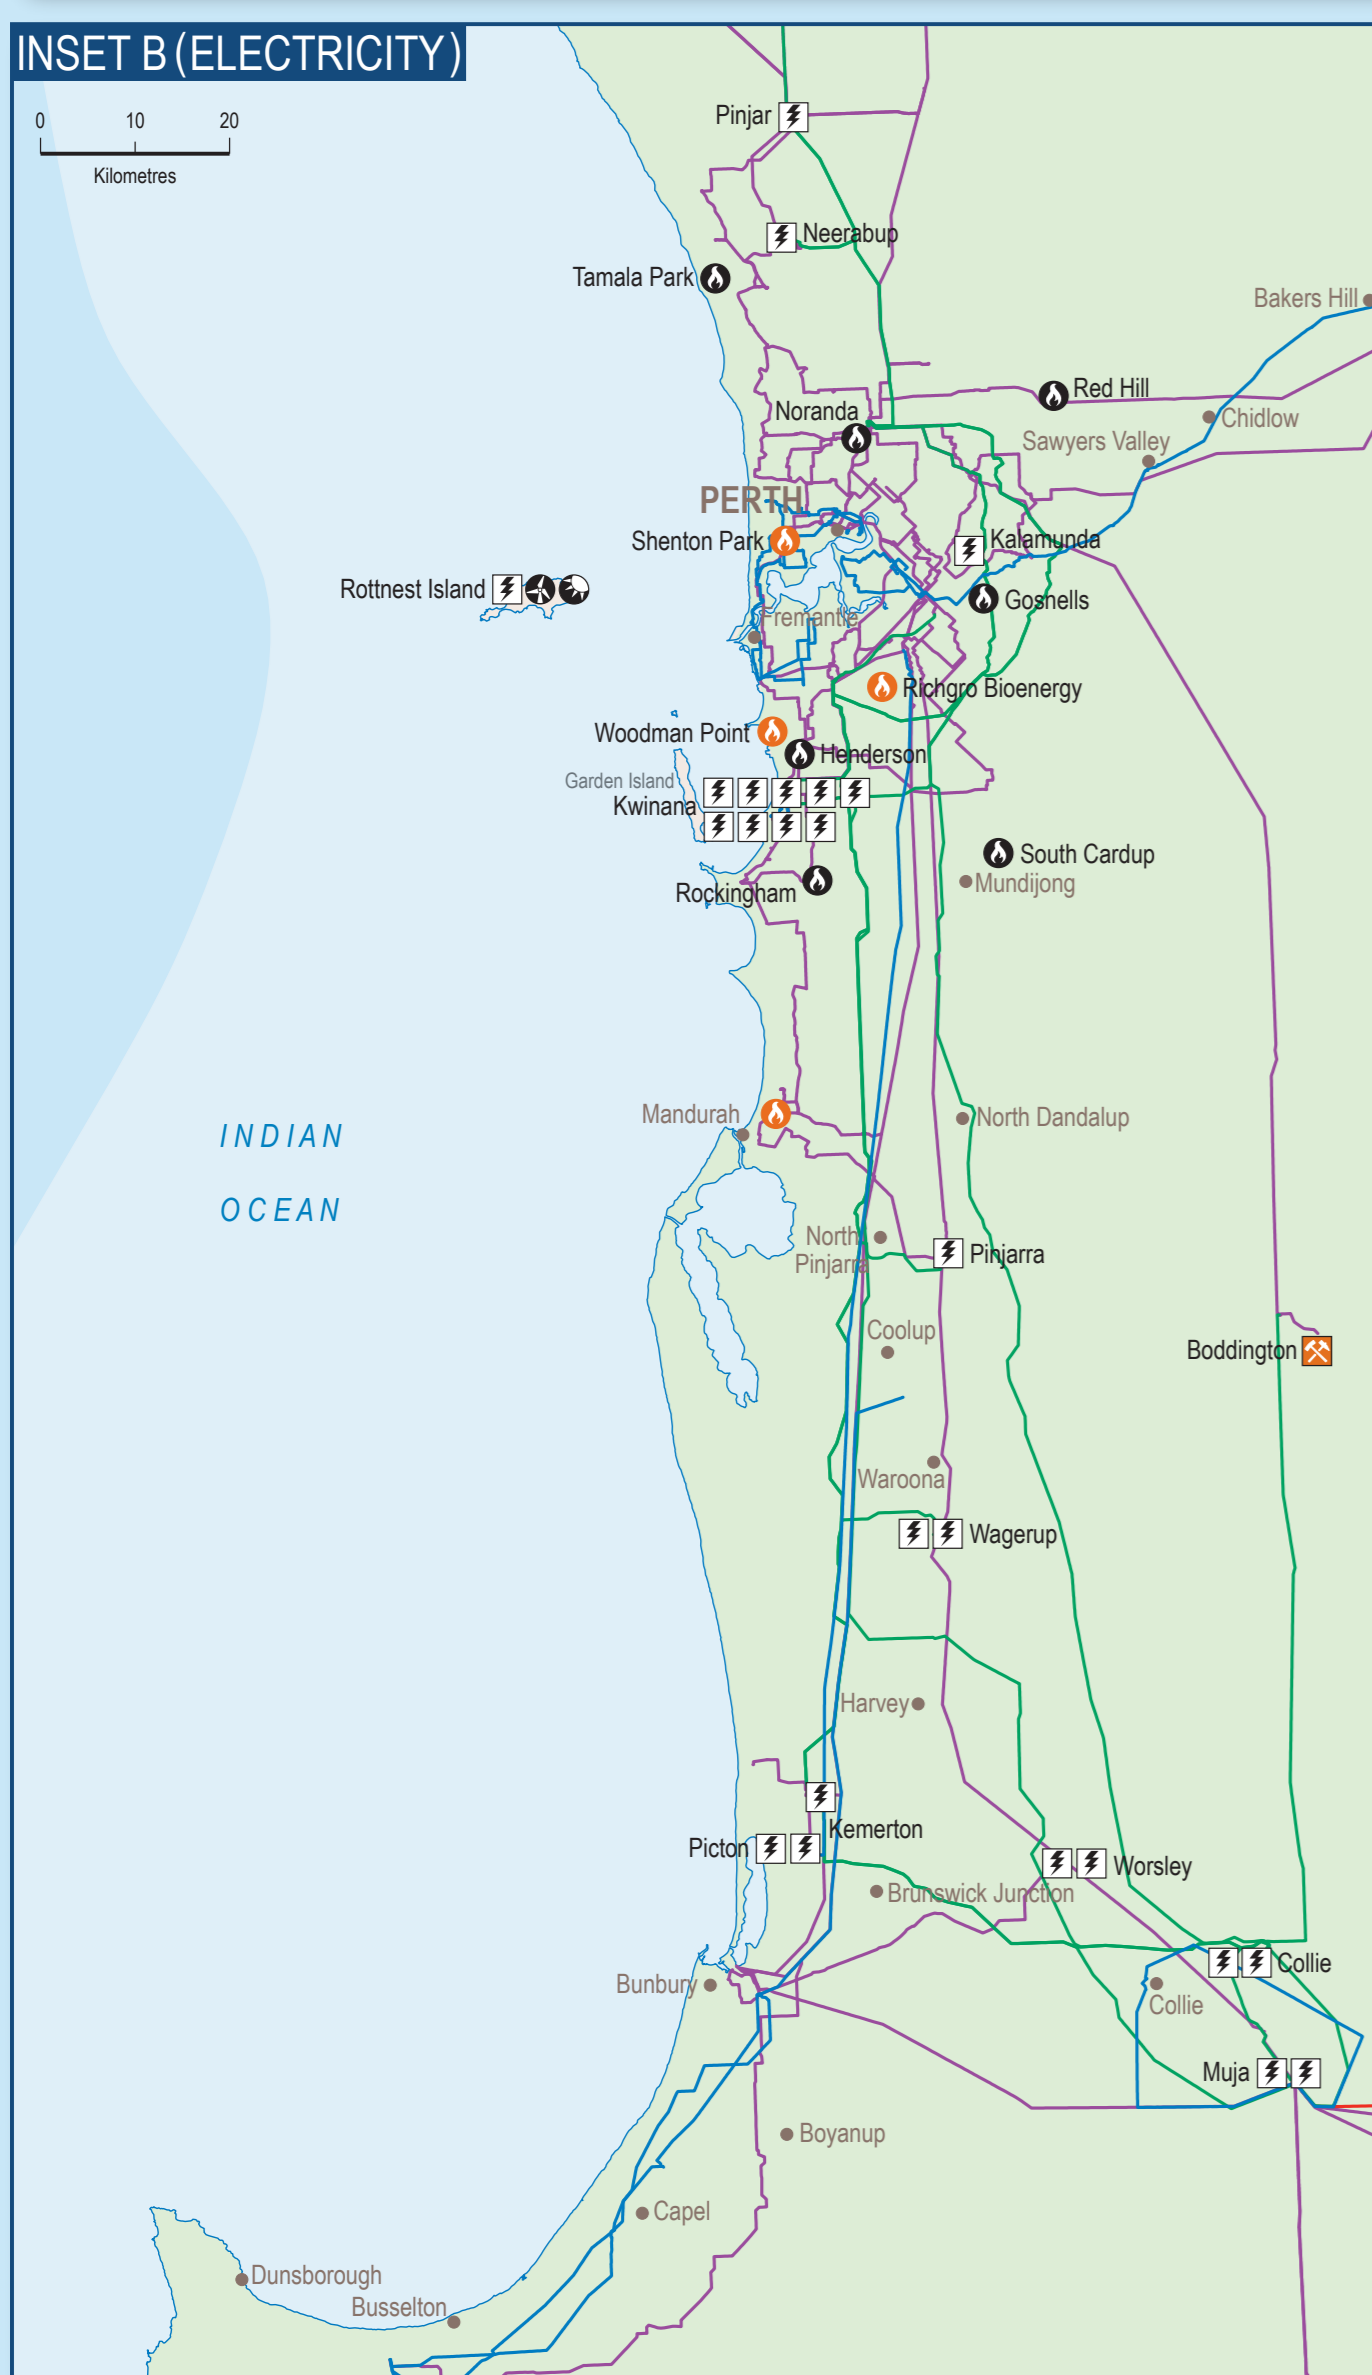 INSET B (ELECTRICITY)
0 10 20
Kilometres
Pinjar
Neerabup
Tamala Park
Bakers Hill
Red Hill
Noranda
Chidlow
Sawyers Valley
PERTH
Shenton Park
Kalamunda
Rottnest Island
Gosnells
Fremantle
Richgro Bioenergy
Woodman Point
Henderson
Garden Island
Kwinana
South Cardup
Mundijong
Rockingham
Mandurah
North Dandalup
INDIAN
OCEAN
North
Pinjarra
Pinjarra
Coolup
Boddington
Waroona
Wagerup
Harvey
Kemerton
Picton
Worsley
Brunswick Junction
Collie
Bunbury
Collie
Muja
Boyanup
Capel
Dunsborough
Busselton